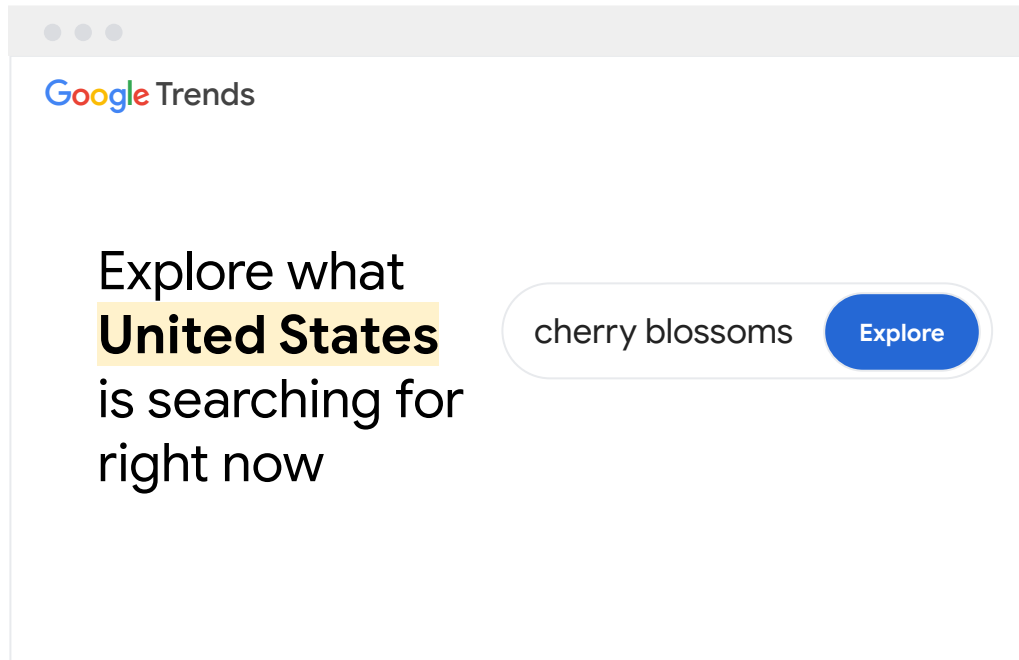 Google Trends
Explore what
United States
is searching for
right now
cherry blossoms
Explore